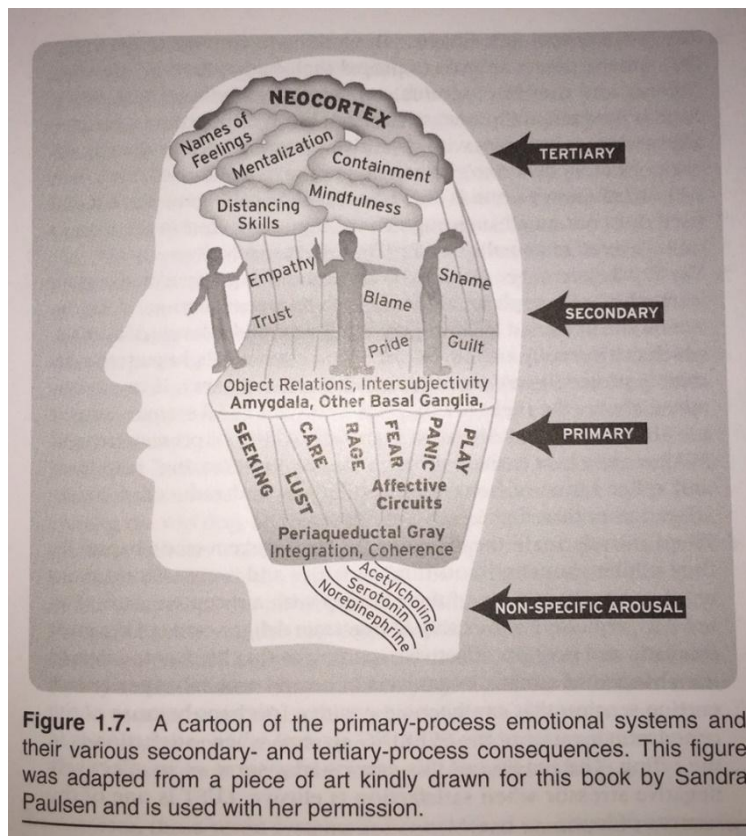 NEOCORTEX
Names of
Feelings
Mentalization
Containment
TERTIARY
Distancing
Skills
Mindfulness
Empathy
Trust
Blame
Pride
Shame
Guilt
SECONDARY
Object Relations, Intersubjectivity
Amygdala, Other Basal Ganglia,
PRIMARY
SEEKING
LUST
CARE
RAGE
FEAR
PANIC
PLAY
Affective
Circuits
Periaqueductal Gray
Integration, Coherence
Acetylcholine
Serotonin
Norepinephrine
NON-SPECIFIC AROUSAL
Figure 1.7. A cartoon of the primary-process emotional systems and
their various secondary- and tertiary-process consequences. This figure
was adapted from a piece of art kindly drawn for this book by Sandra
Paulsen and is used with her permission.